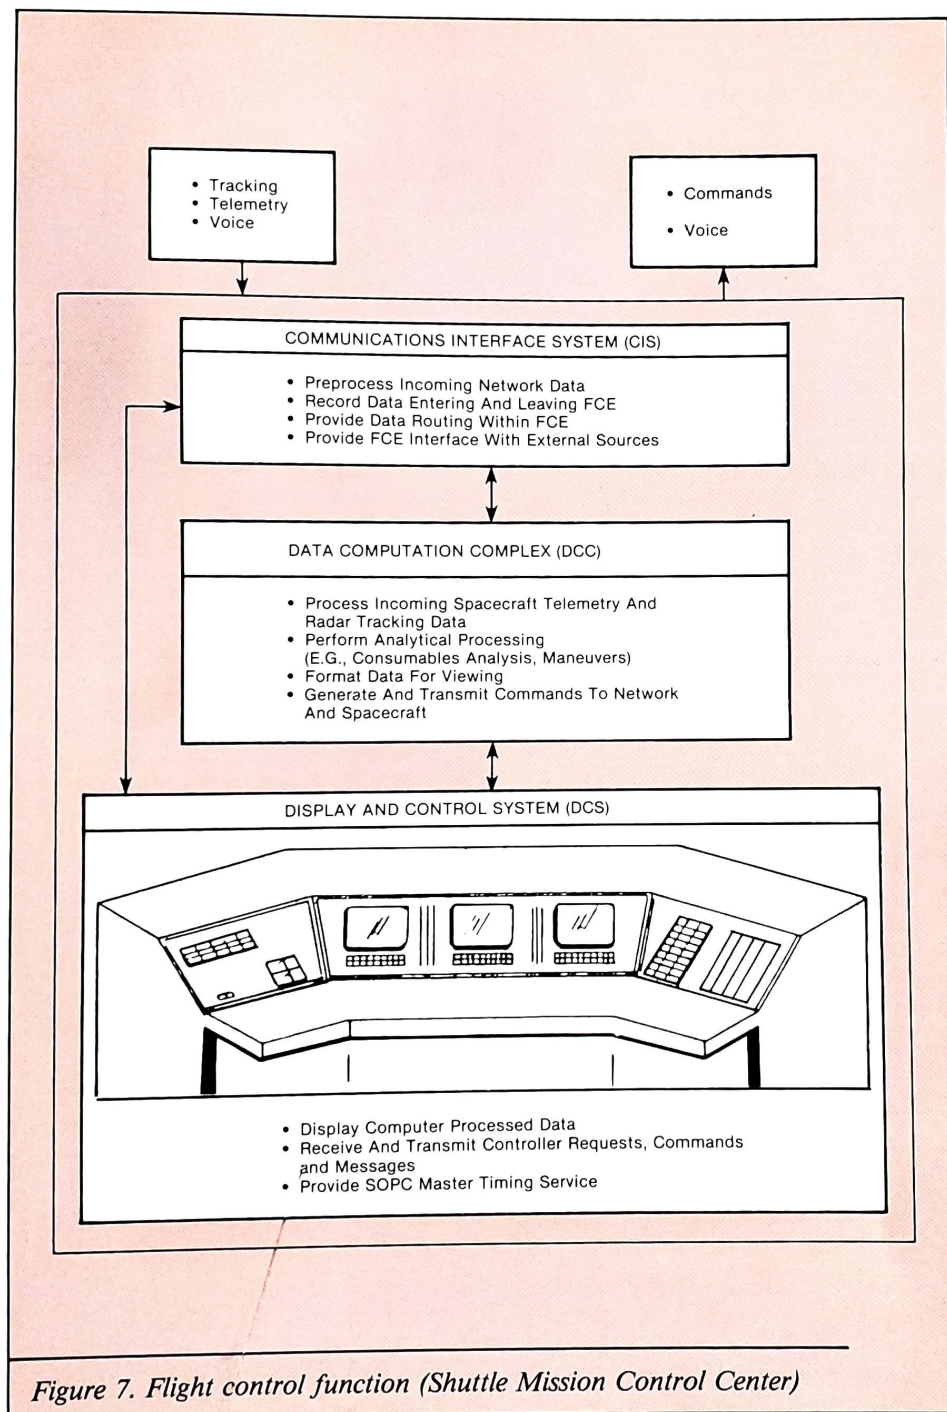 • Tracking
• Telemetry
• Voice
• Commands
• Voice
COMMUNICATIONS INTERFACE SYSTEM (CIS)
• Preprocess Incoming Network Data
• Record Data Entering And Leaving FCE
• Provide Data Routing Within FCE
• Provide FCE Interface With External Sources
DATA COMPUTATION COMPLEX (DCC)
• Process Incoming Spacecraft Telemetry And
Radar Tracking Data
• Perform Analytical Processing
(E.G., Consumables Analysis, Maneuvers)
• Format Data For Viewing
• Generate And Transmit Commands To Network
And Spacecraft
DISPLAY AND CONTROL SYSTEM (DCS)
• Display Computer Processed Data
• Receive And Transmit Controller Requests, Commands
and Messages
• Provide SOPC Master Timing Service
Figure 7. Flight control function (Shuttle Mission Control Center)